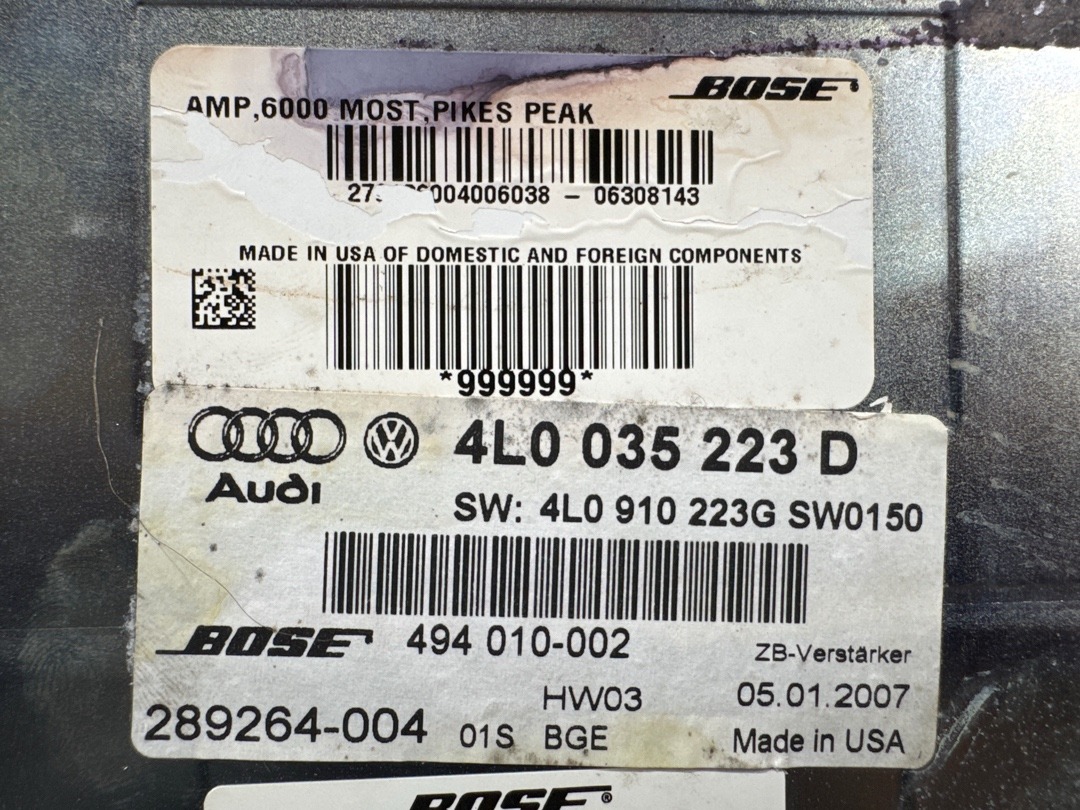 BOSE®
AMP,6000 MOST,PIKES PEAK
004006038 – 06308143
MADE IN USA OF DOMESTIC AND FOREIGN COMPONENTS
*999999*
4L0 035 223 D
Audi
SW: 4L0 910 223G SW0150
BOSE 494 010-002
ZB-Verstärker
HW03 05.01.2007
289264-004 01S BGE Made in USA
BOSE®